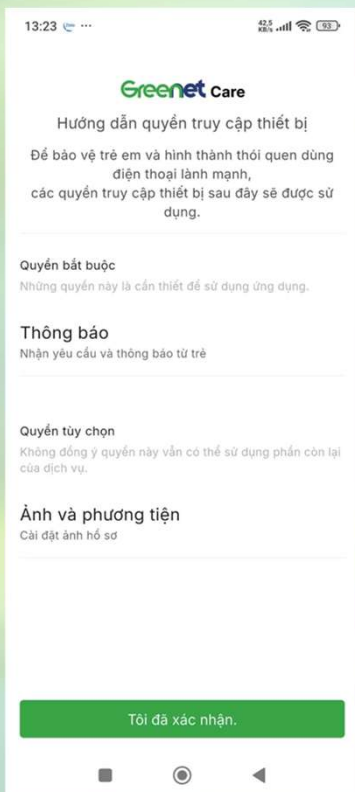 13:23 ...
42,5
KB/s
93
Greenet Care
Hướng dẫn quyền truy cập thiết bị
Để bảo vệ trẻ em và hình thành thói quen dùng
điện thoại lành mạnh,
các quyền truy cập thiết bị sau đây sẽ được sử
dụng.
Quyền bắt buộc
Những quyền này là cần thiết để sử dụng ứng dụng.
Thông báo
Nhận yêu cầu và thông báo từ trẻ
Quyền tùy chọn
Không đồng ý quyền này vẫn có thể sử dụng phần còn lại
của dịch vụ.
Ảnh và phương tiện
Cài đặt ảnh hồ sơ
Tôi đã xác nhận.